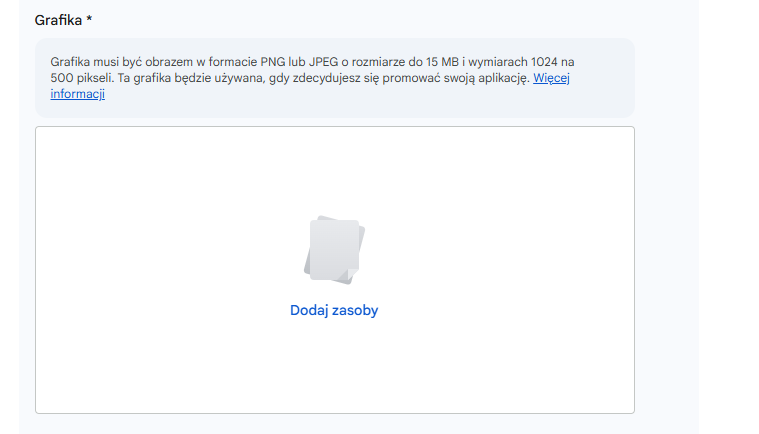 Grafika *
Grafika musi być obrazem w formacie PNG lub JPEG o rozmiarze do 15 MB i wymiarach 1024 na
500 pikseli. Ta grafika będzie używana, gdy zdecydujesz się promować swoją aplikację. Więcej
informacji
Dodaj zasoby